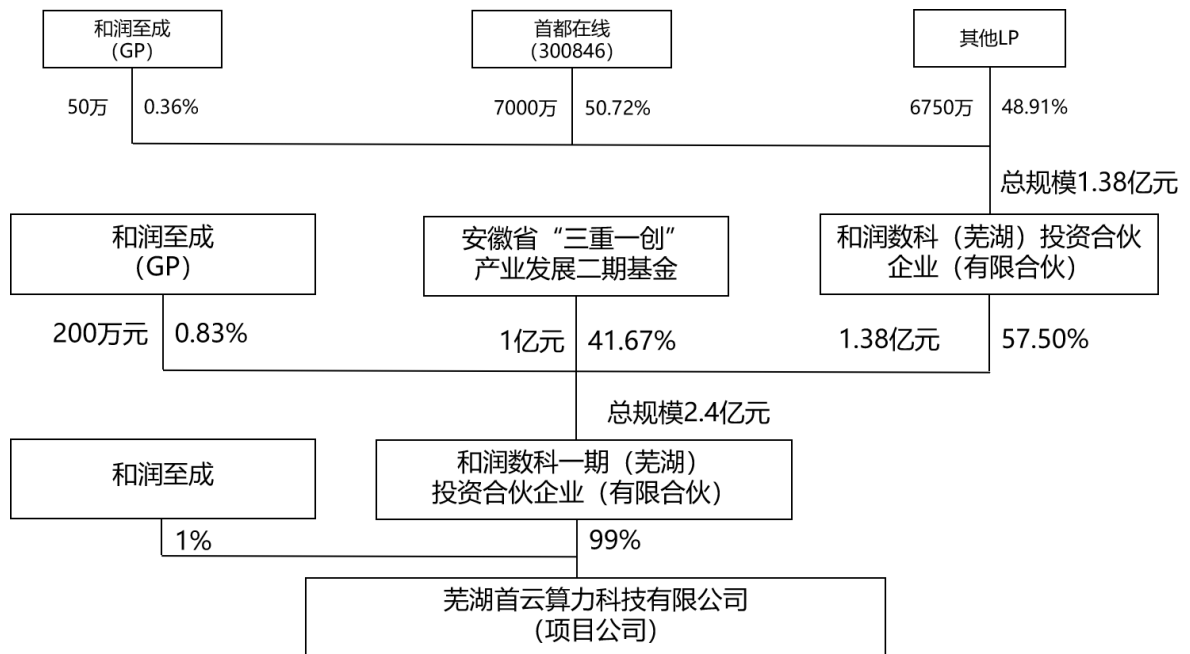 和润至成
（GP）
首都在线
（300846）
其他LP
50万
0.36%
7000万
50.72%
6750万
48.91%
总规模1.38亿元
和润至成
（GP）
安徽省“三重一创”
产业发展二期基金
和润数科（芜湖）投资合伙
企业（有限合伙）
200万元
0.83%
1亿元
41.67%
1.38亿元
57.50%
总规模2.4亿元
和润至成
和润数科一期（芜湖）
投资合伙企业（有限合伙）
1%
99%
芜湖首云算力科技有限公司
（项目公司）